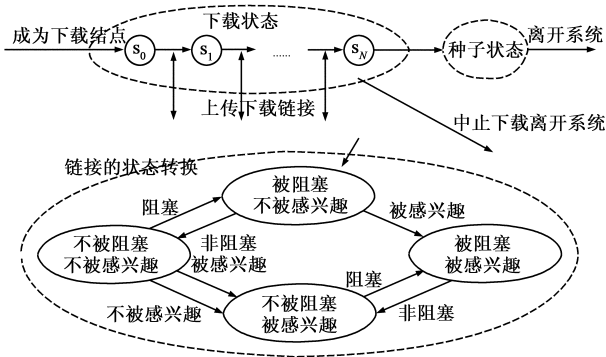 成为下载结点
下载状态
S0
S1
……
SN
种子状态
离开系统
上传下载链接
中止下载离开系统
链接的状态转换
被阻塞
不被感兴趣
阻塞
被感兴趣
不被阻塞
不被感兴趣
非阻塞
被感兴趣
被阻塞
被感兴趣
阻塞
不被感兴趣
不被阻塞
被感兴趣
非阻塞